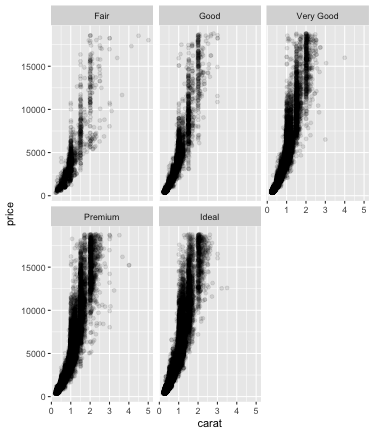 Fair Good Very Good
15000
10000
5000
0
0 1 2 3 4 5
price
Premium Ideal
15000
10000
5000
0
0 1 2 3 4 5 0 1 2 3 4 5
carat